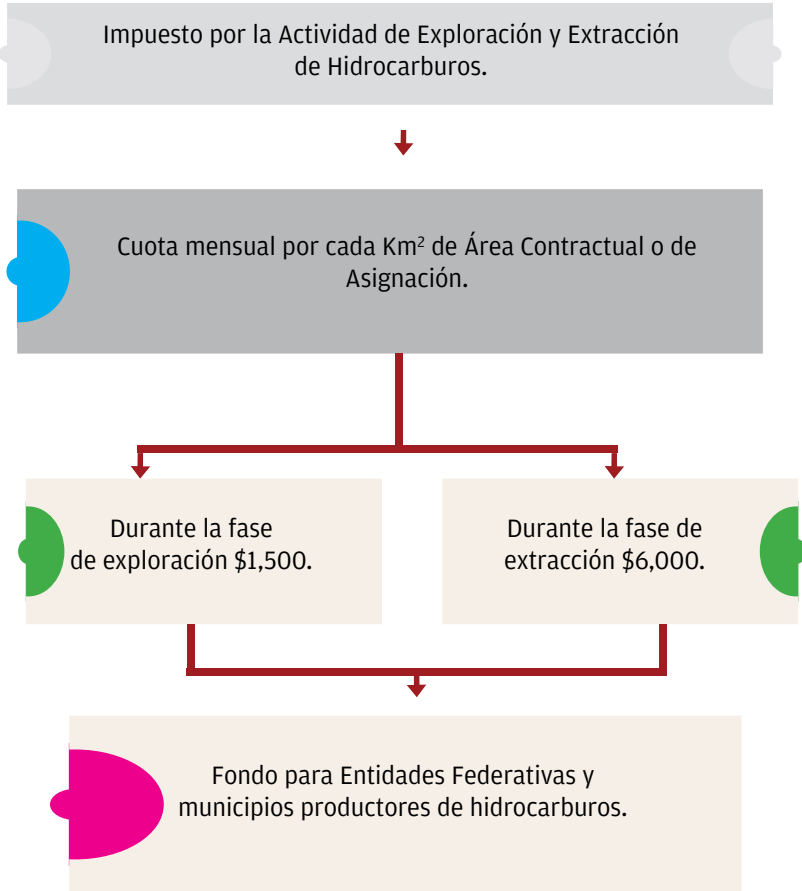 Impuesto por la Actividad de Exploración y Extracción
de Hidrocarburos.
Cuota mensual por cada Km² de Área Contractual o de
Asignación.
Durante la fase
de exploración $1,500.
Durante la fase de
extracción $6,000.
Fondo para Entidades Federativas y
municipios productores de hidrocarburos.